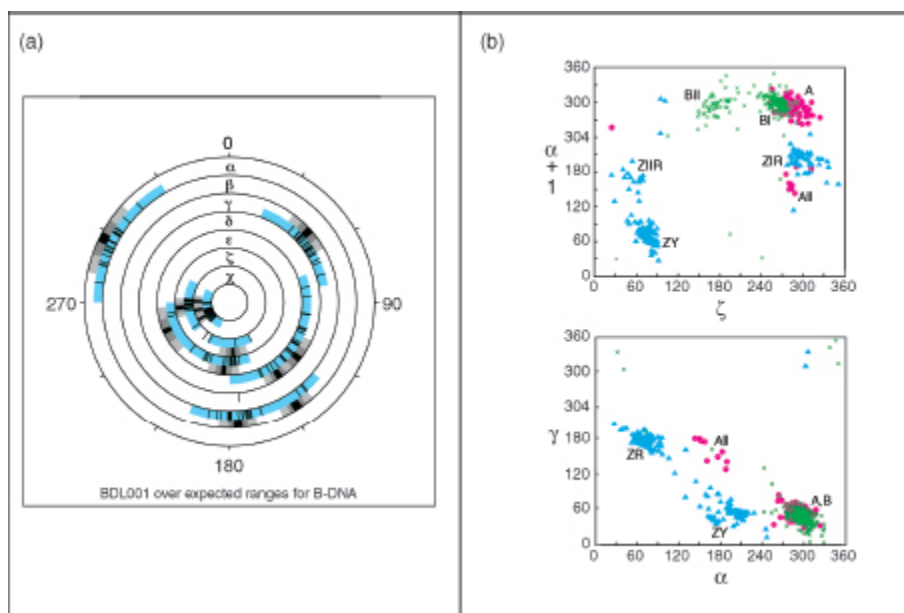 (a)
0
α
β
γ
δ
ε
ζ
χ
270
90
180
BDL001 over expected ranges for B-DNA
(b)
360
300
304
180
120
60
0
α
+
1
BII
A
BI
ZIIR
ZIR
AII
ZY
0 60 120 180 240 300 360
ζ
360
300
304
180
120
60
0
γ
AII
ZR
A,B
ZY
0 60 120 180 240 300 360
α